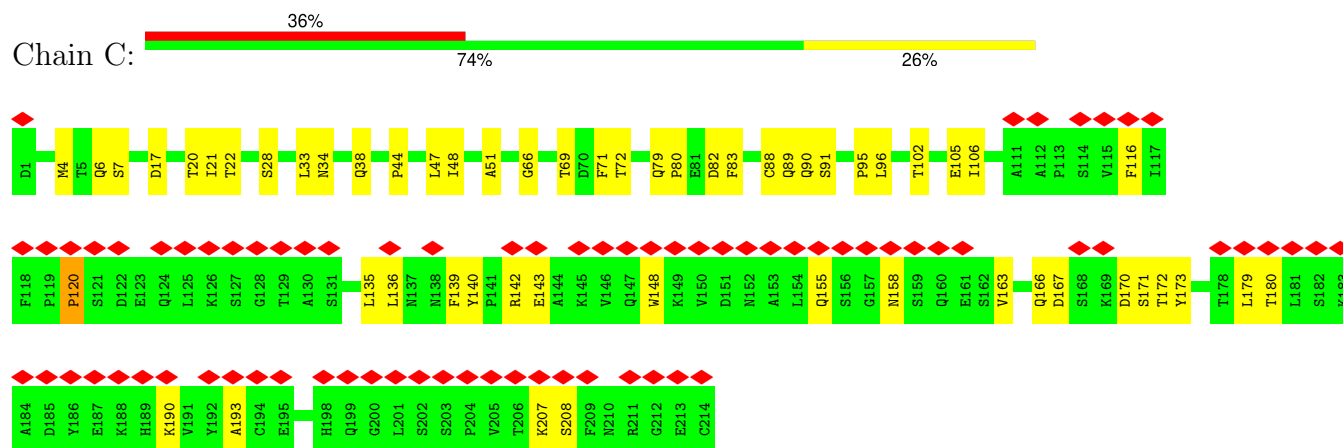 36%
Chain C:
74% 26%
D1 M4 T5 Q6 S7 D17 T20 I21 T22 S28 L33 N34 Q38 P44 L47 I48 A51 G66 T69 D70 F71 T72 Q79 P80 E81 D82 F83 C88 Q89 Q90 S91 P95 L96 T102 E105 I106 A111 A112 P113 S114 V115 F116 I117
F118 P119 P120 S121 D122 E123 Q124 L125 K126 S127 G128 T129 A130 S131 L135 L136 N137 N138 F139 Y140 P141 R142 E143 A144 K145 V146 Q147 W148 K149 V150 D151 N152 A153 L154 Q155 S156 G157 N158 S159 Q160 E161 S162 V163 Q166 D167 S168 K169 D170 S171 T172 Y173 T178 L179 T180 L181 S182 K183
A184 D185 Y186 E187 K188 H189 K190 V191 Y192 A193 C194 E195 H198 Q199 G200 L201 S202 S203 P204 V205 T206 K207 S208 F209 N210 R211 G212 E213 C214